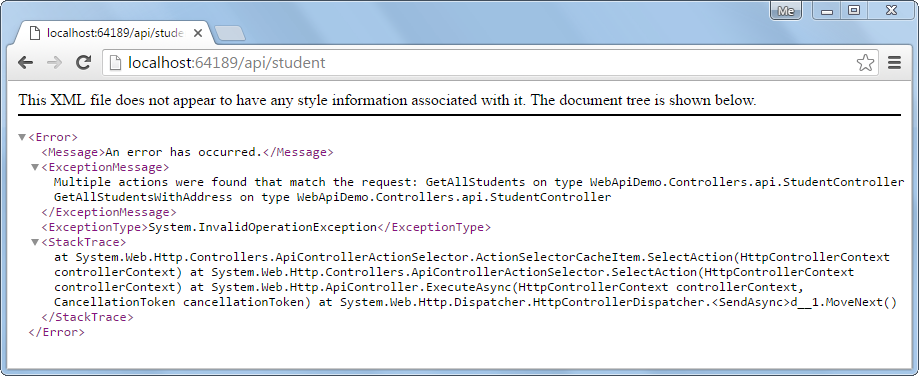 Me
localhost:64189/api/stude
localhost:64189/api/student
This XML file does not appear to have any style information associated with it. The document tree is shown below.
<Error>
<Message>An error has occurred.</Message>
<ExceptionMessage>
Multiple actions were found that match the request: GetAllStudents on type WebApiDemo.Controllers.api.StudentController
GetAllStudentsWithAddress on type WebApiDemo.Controllers.api.StudentController
</ExceptionMessage>
<ExceptionType>System.InvalidOperationException</ExceptionType>
<StackTrace>
at System.Web.Http.Controllers.ApiControllerActionSelector.ActionSelectorCacheItem.SelectAction(HttpControllerContext
controllerContext) at System.Web.Http.Controllers.ApiControllerActionSelector.SelectAction(HttpControllerContext
controllerContext) at System.Web.Http.ApiController.ExecuteAsync(HttpControllerContext controllerContext,
CancellationToken cancellationToken) at System.Web.Http.Dispatcher.HttpControllerDispatcher.<SendAsync>d__1.MoveNext()
</StackTrace>
</Error>